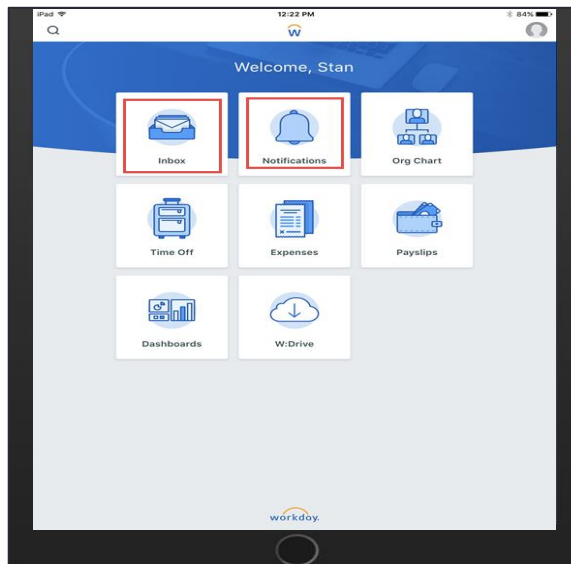 iPad 12:22 PM 84%
W
Welcome, Stan
Inbox Notifications Org Chart
Time Off Expenses Payslips
Dashboards W:Drive
workday.